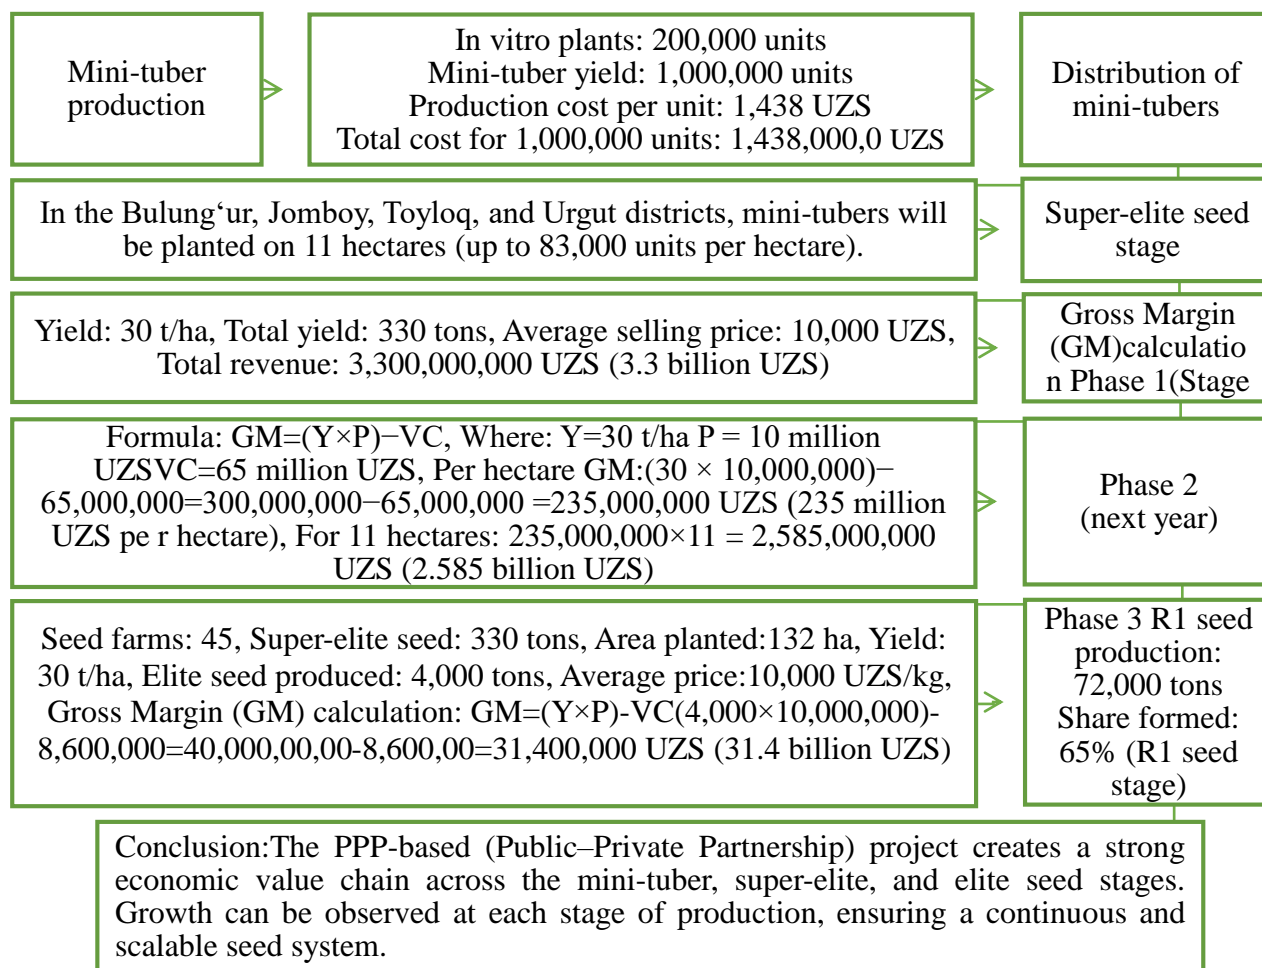 Mini-tuber
production
In vitro plants: 200,000 units
Mini-tuber yield: 1,000,000 units
Production cost per unit: 1,438 UZS
Total cost for 1,000,000 units: 1,438,000,0 UZS
Distribution of
mini-tubers
In the Bulung‘ur, Jomboy, Toyloq, and Urgut districts, mini-tubers will
be planted on 11 hectares (up to 83,000 units per hectare).
Super-elite seed
stage
Yield: 30 t/ha, Total yield: 330 tons, Average selling price: 10,000 UZS,
Total revenue: 3,300,000,000 UZS (3.3 billion UZS)
Gross Margin
(GM)calculatio
n Phase 1(Stage
Formula: GM=(Y×P)−VC, Where: Y=30 t/ha P = 10 million
UZSVC=65 million UZS, Per hectare GM:(30 × 10,000,000)−
65,000,000=300,000,000−65,000,000 =235,000,000 UZS (235 million
UZS pe r hectare), For 11 hectares: 235,000,000×11 = 2,585,000,000
UZS (2.585 billion UZS)
Phase 2
(next year)
Seed farms: 45, Super-elite seed: 330 tons, Area planted:132 ha, Yield:
30 t/ha, Elite seed produced: 4,000 tons, Average price:10,000 UZS/kg,
Gross Margin (GM) calculation: GM=(Y×P)-VC(4,000×10,000,000)-
8,600,000=40,000,00,00-8,600,00=31,400,000 UZS (31.4 billion UZS)
Phase 3 R1 seed
production:
72,000 tons
Share formed:
65% (R1 seed
stage)
Conclusion:The PPP-based (Public–Private Partnership) project creates a strong
economic value chain across the mini-tuber, super-elite, and elite seed stages.
Growth can be observed at each stage of production, ensuring a continuous and
scalable seed system.